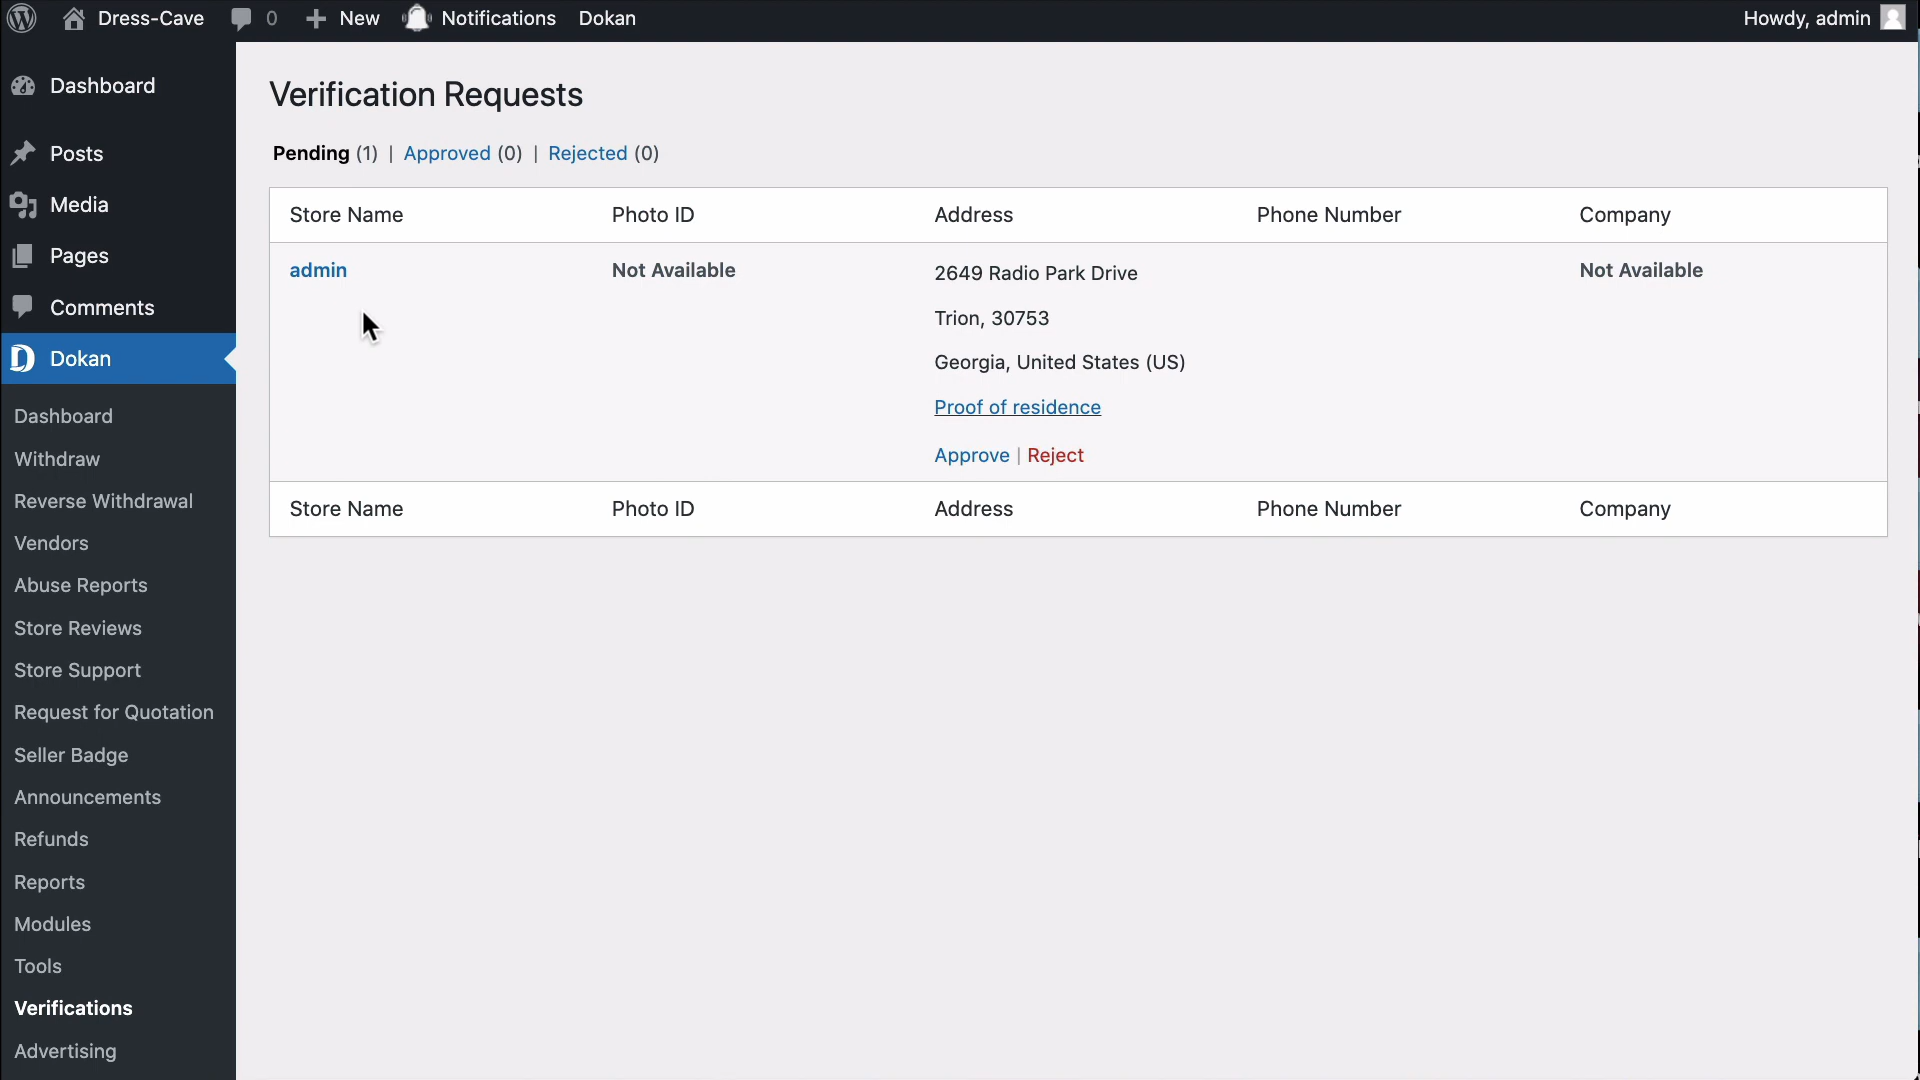 Dress-Cave 0 New Notifications Dokan Howdy, admin
Dashboard
Posts
Media
Pages
Comments
Dokan
Dashboard
Withdraw
Reverse Withdrawal
Vendors
Abuse Reports
Store Reviews
Store Support
Request for Quotation
Seller Badge
Announcements
Refunds
Reports
Modules
Tools
Verifications
Advertising
Verification Requests
Pending (1) | Approved (0) | Rejected (0)
Store Name Photo ID Address Phone Number Company
admin Not Available 2649 Radio Park Drive Not Available
Trion, 30753
Georgia, United States (US)
Proof of residence
Approve | Reject
Store Name Photo ID Address Phone Number Company